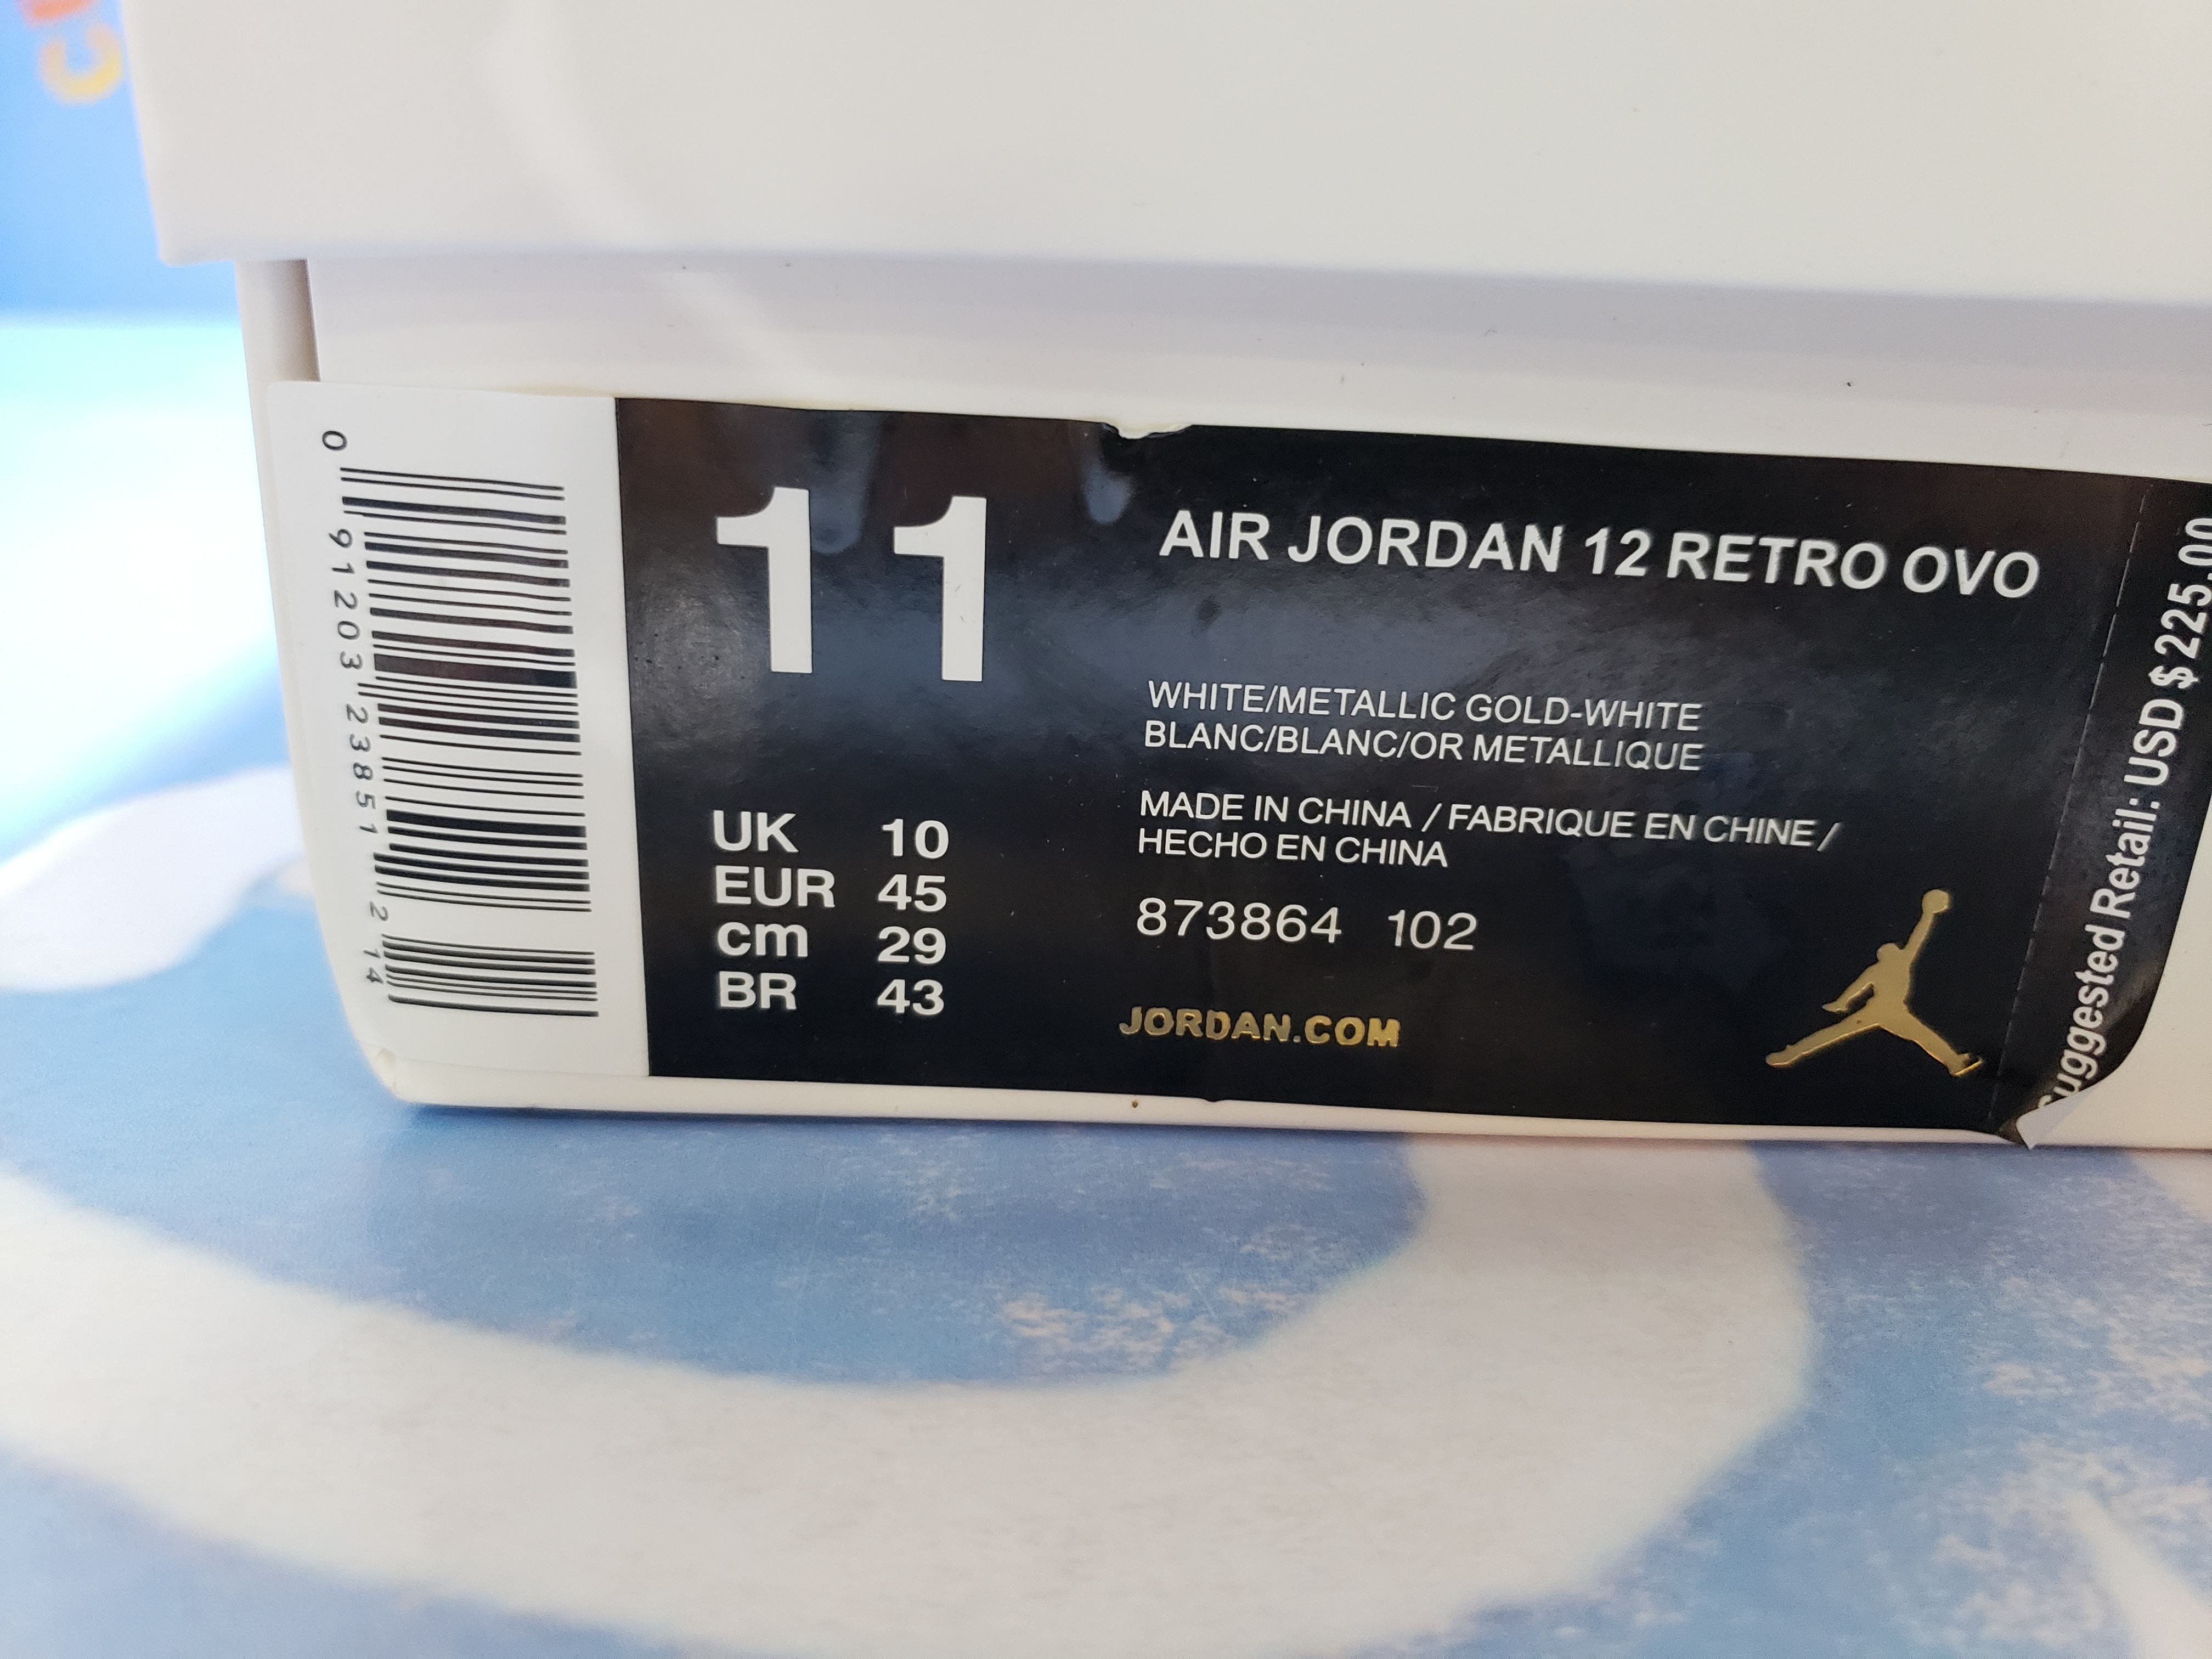 0 91203 23851 2 14
11
AIR JORDAN 12 RETRO OVO
WHITE/METALLIC GOLD-WHITE
BLANC/BLANC/OR METALLIQUE
MADE IN CHINA / FABRIQUE EN CHINE /
HECHO EN CHINA
UK 10
EUR 45
cm 29
BR 43
873864 102
JORDAN.COM
Suggested Retail: USD $ 225.00